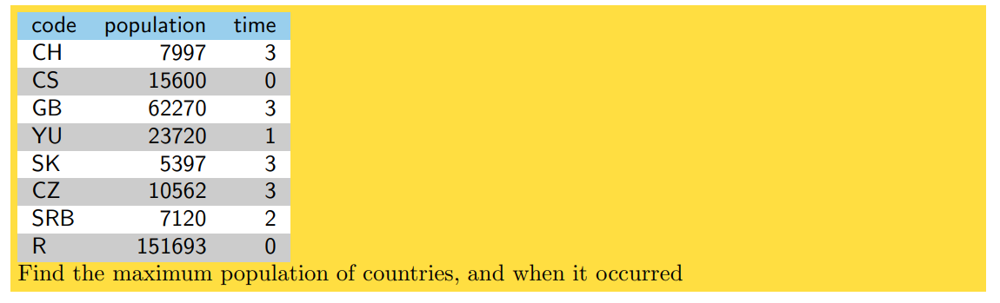 code population time
CH 7997 3
CS 15600 0
GB 62270 3
YU 23720 1
SK 5397 3
CZ 10562 3
SRB 7120 2
R 151693 0
Find the maximum population of countries, and when it occurred